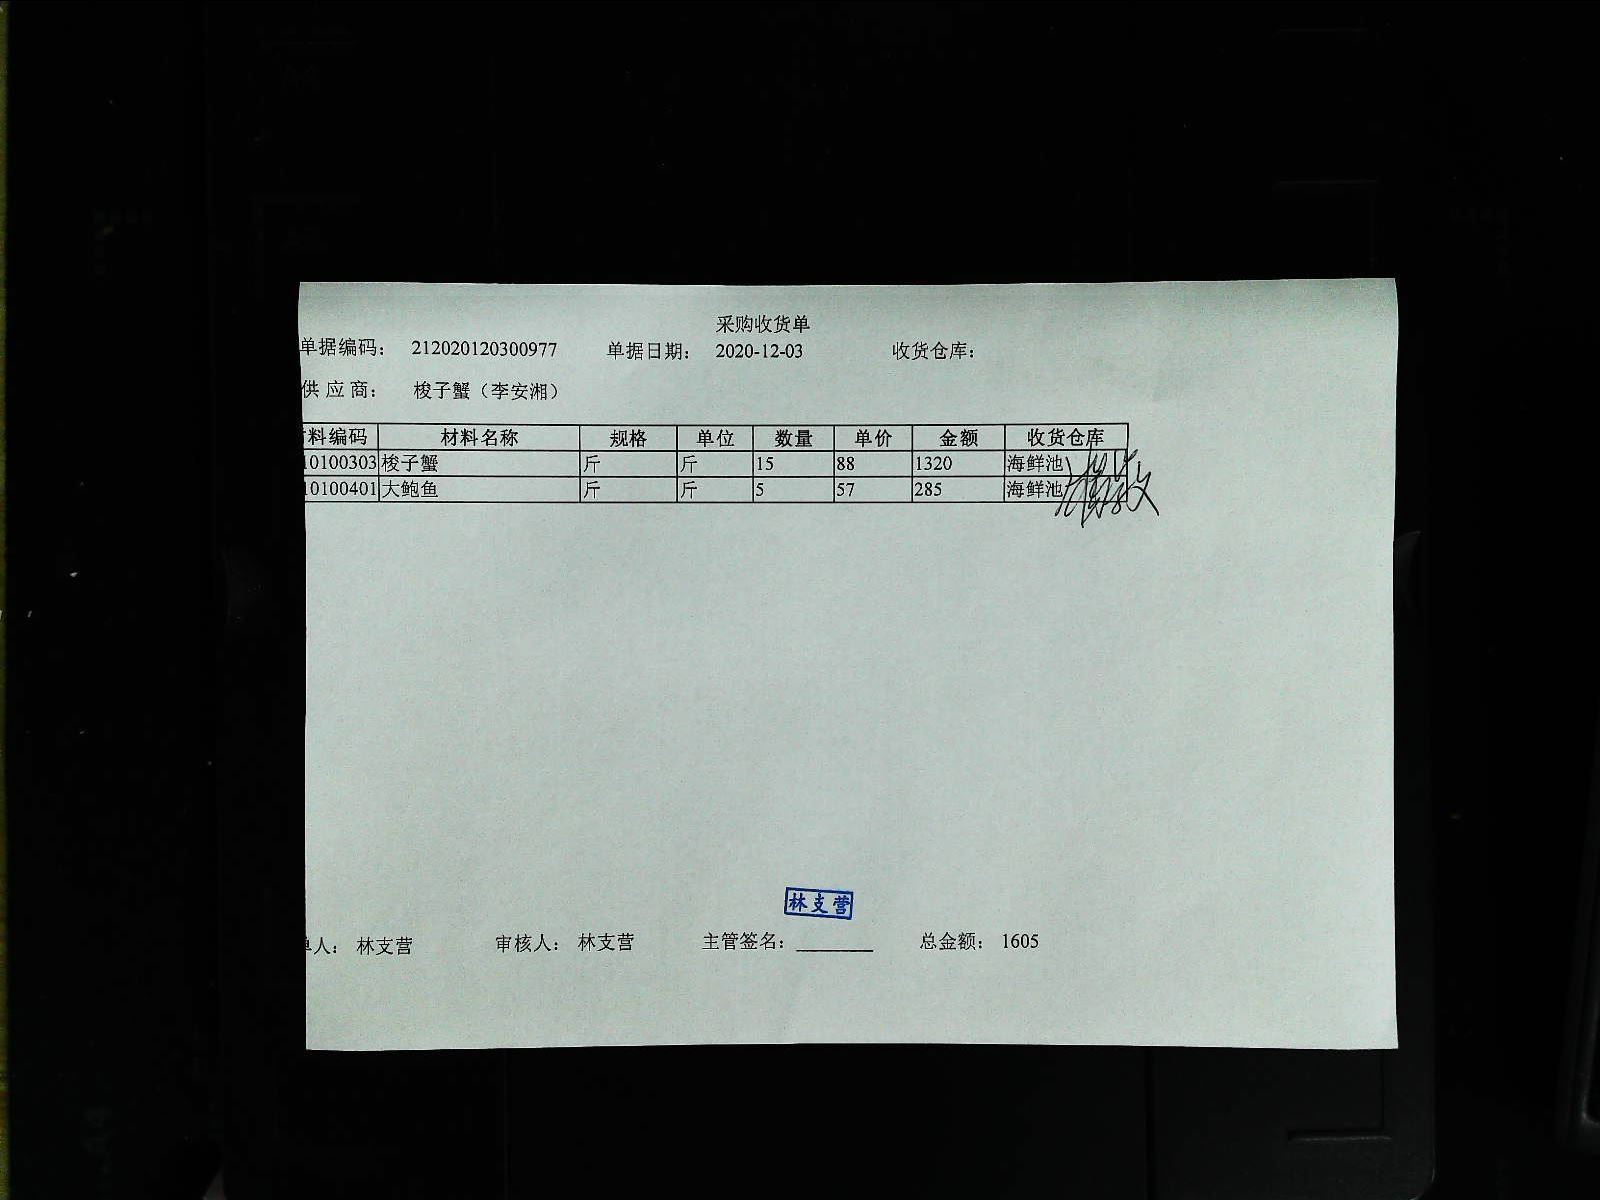 采购收货单
单据编码： 212020120300977 单据日期： 2020-12-03 收货仓库：
供应商： 梭子蟹（李安湘）
料编码 材料名称 规格 单位 数量 单价 金额 收货仓库
10100303 梭子蟹 斤 斤 15 88 1320 海鲜池
10100401 大鲍鱼 斤 斤 5 57 285 海鲜池
林支营
人： 林支营 审核人： 林支营 主管签名： 总金额： 1605